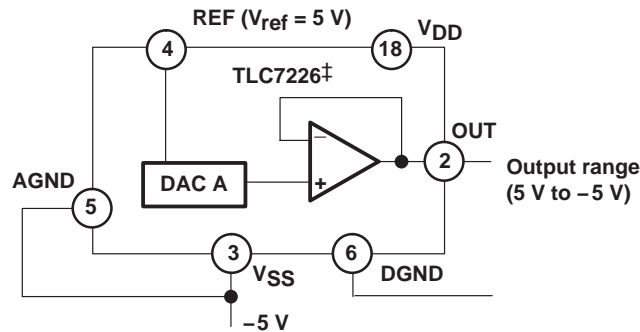 REF (Vref = 5 V)
4
18
VDD
TLC7226‡
−
OUT
2
AGND
5
DAC A
+
Output range
(5 V to −5 V)
3
VSS
6
DGND
−5 V